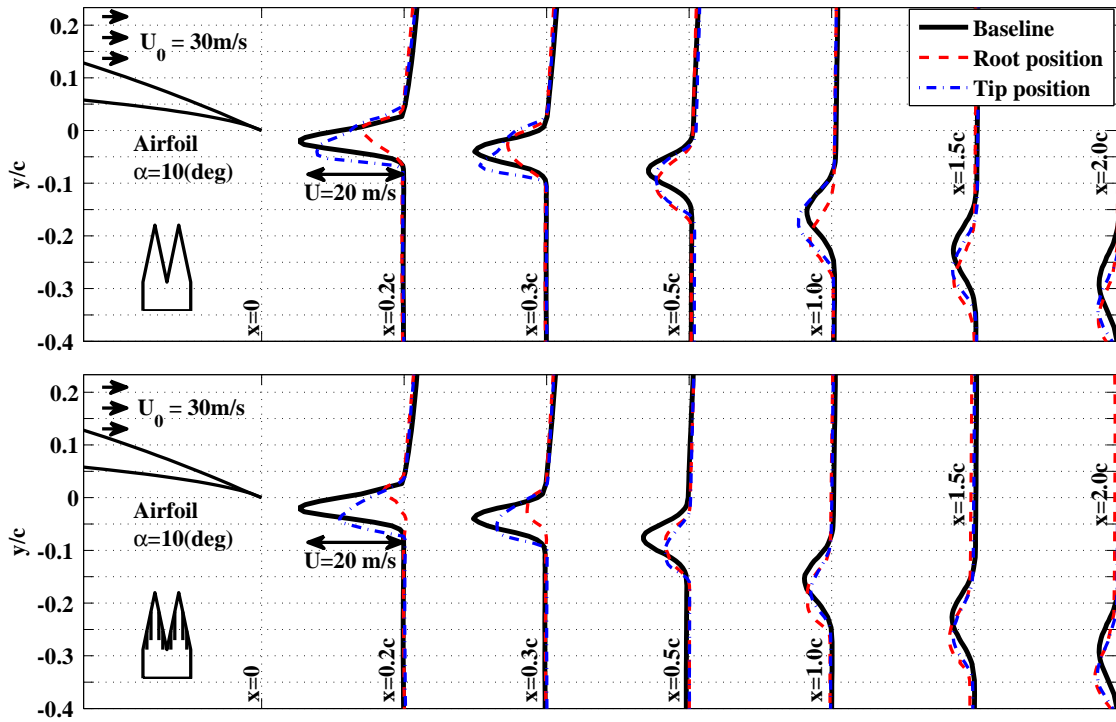 0.2
0.1
0
-0.1
-0.2
-0.3
-0.4
y/c
U0 = 30m/s
Airfoil
α=10(deg)
U=20 m/s
x=0
x=0.2c
x=0.3c
x=0.5c
x=1.0c
x=1.5c
x=2.0c
Baseline
Root position
Tip position
0.2
0.1
0
-0.1
-0.2
-0.3
-0.4
y/c
U0 = 30m/s
Airfoil
α=10(deg)
U=20 m/s
x=0
x=0.2c
x=0.3c
x=0.5c
x=1.0c
x=1.5c
x=2.0c